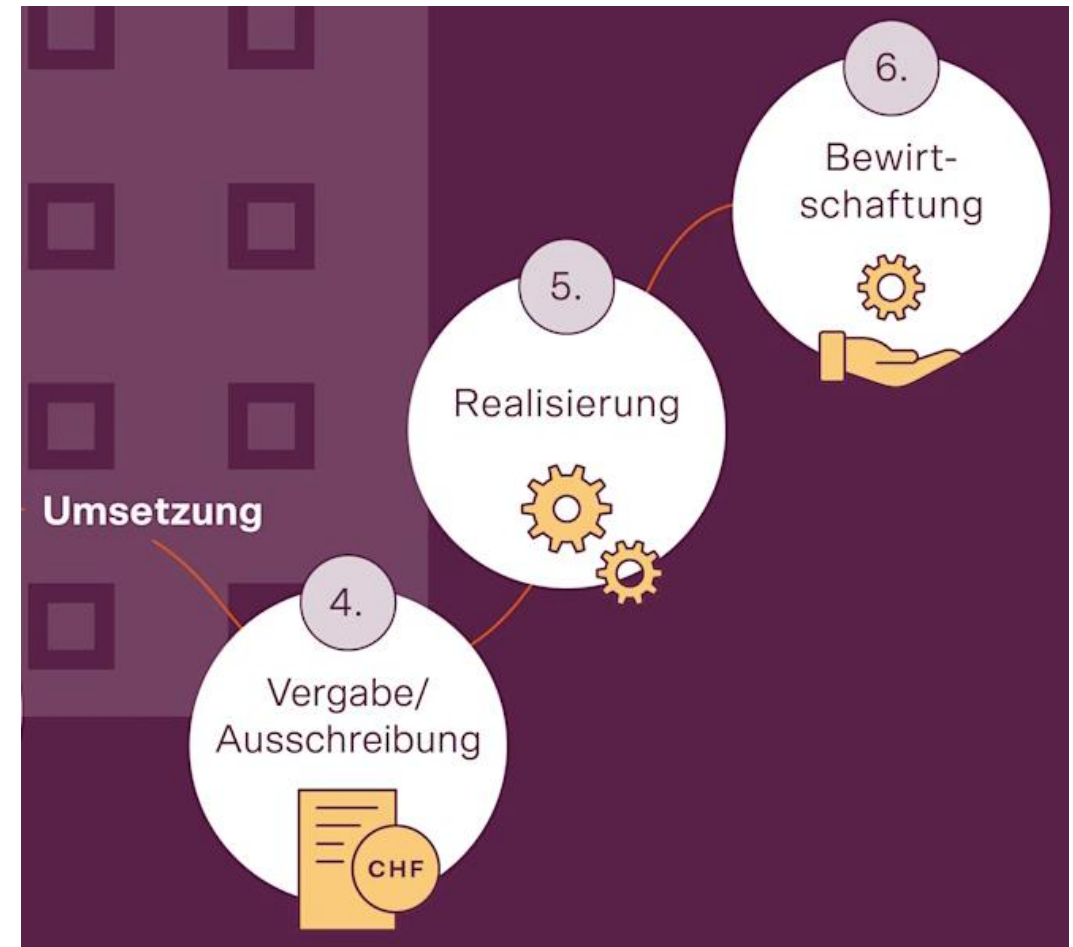 Umsetzung
4.
Vergabe/
Ausschreibung
CHF
5.
Realisierung
6.
Bewirt-
schaftung